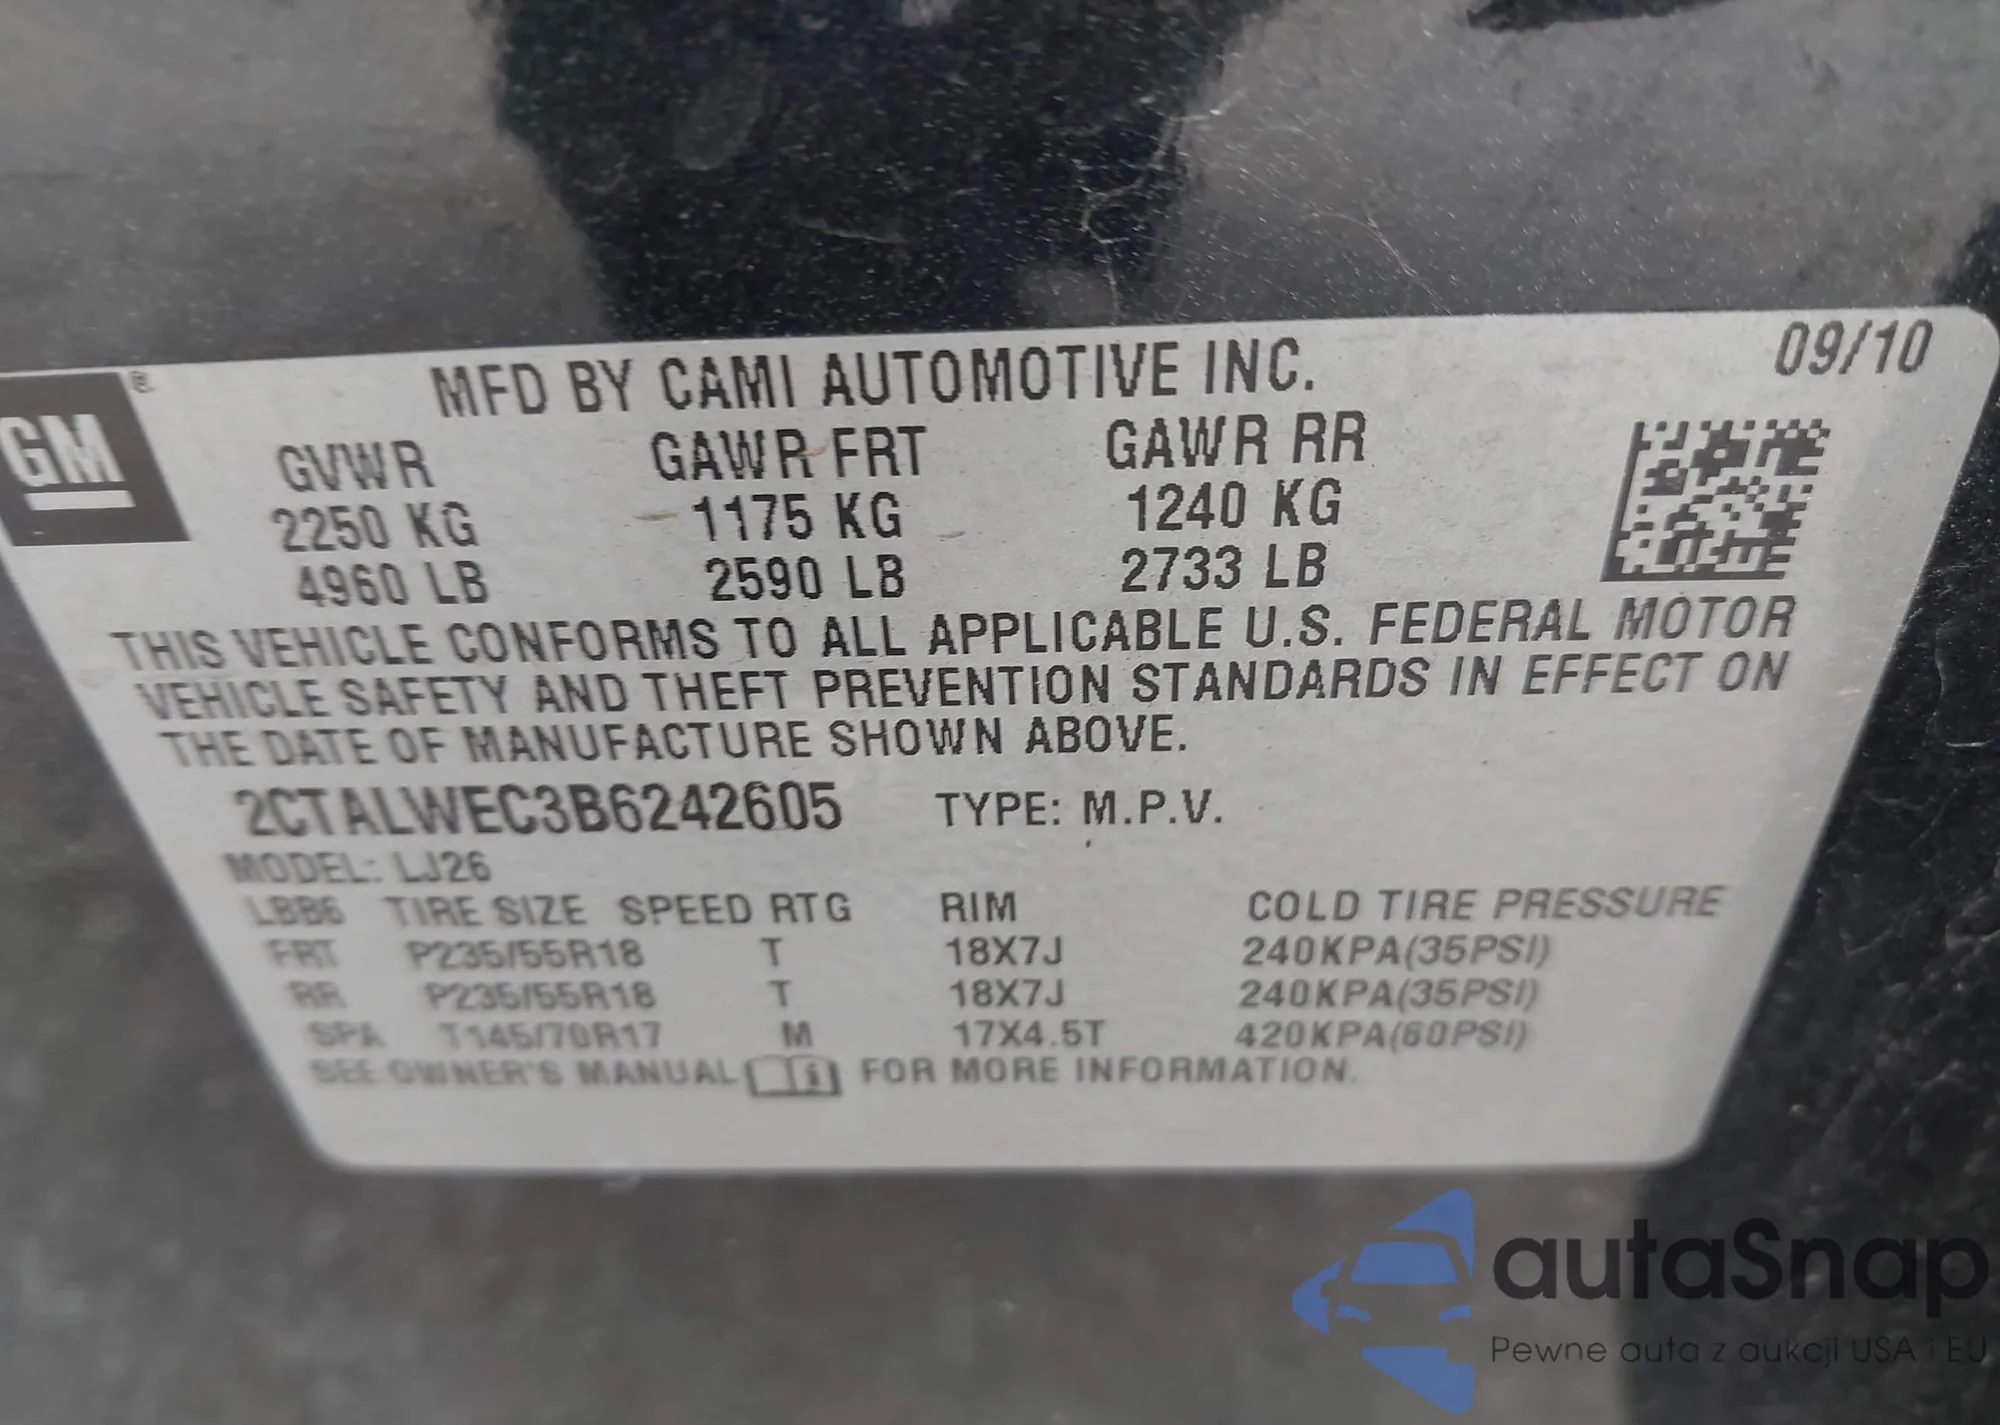 09/10
GM®
MFD BY CAMI AUTOMOTIVE INC.
GVWR GAWR FRT GAWR RR
2250 KG 1175 KG 1240 KG
4960 LB 2590 LB 2733 LB
THIS VEHICLE CONFORMS TO ALL APPLICABLE U.S. FEDERAL MOTOR
VEHICLE SAFETY AND THEFT PREVENTION STANDARDS IN EFFECT ON
THE DATE OF MANUFACTURE SHOWN ABOVE.
2CTALWEC3B6242605 TYPE: M.P.V.
MODEL: LJ26
LBB6 TIRE SIZE SPEED RTG RIM COLD TIRE PRESSURE
FRT P235/55R18 T 18X7J 240KPA(35PSI)
RR P235/55R18 T 18X7J 240KPA(35PSI)
SPA T145/70R17 M 17X4.5T 420KPA(60PSI)
SEE OWNER'S MANUAL FOR MORE INFORMATION.
autaSnap
Pewne auta z aukcji USA i EU